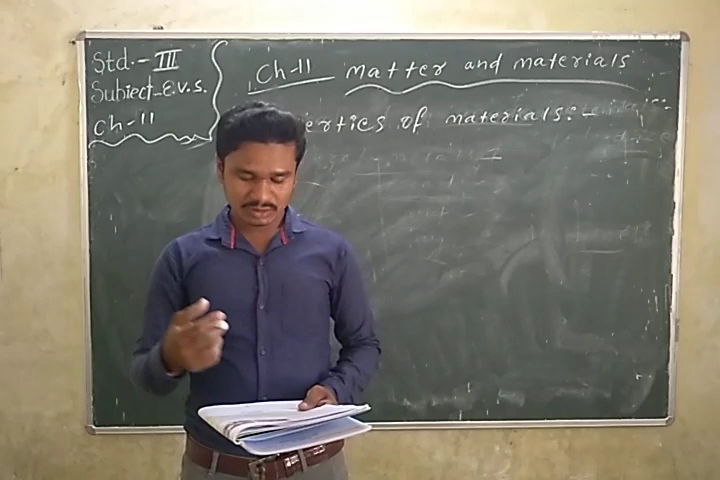 Std.- III
Subject-E.V.S.
Ch-11
Ch-11 matter and materials
erties of materials:-